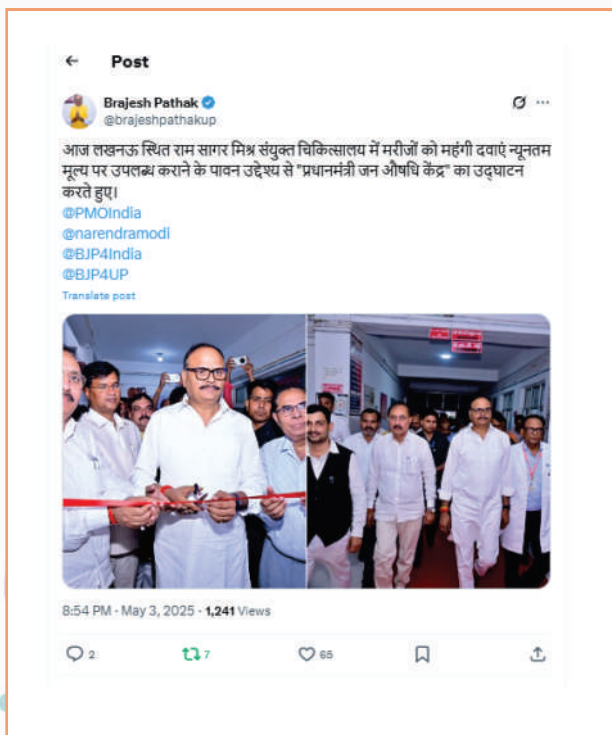 Post
Brajesh Pathak
@brajeshpathakup
आज लखनऊ स्थित राम सागर मिश्र संयुक्त चिकित्सालय में मरीजों को महंगी दवाएं न्यूनतम
मूल्य पर उपलब्ध कराने के पावन उद्देश्य से "प्रधानमंत्री जन औषधि केंद्र" का उद्घाटन
करते हुए।
@PMOIndia
@narendramodi
@BJP4India
@BJP4UP
Translate post
8:54 PM · May 3, 2025 · 1,241 Views
2
7
65